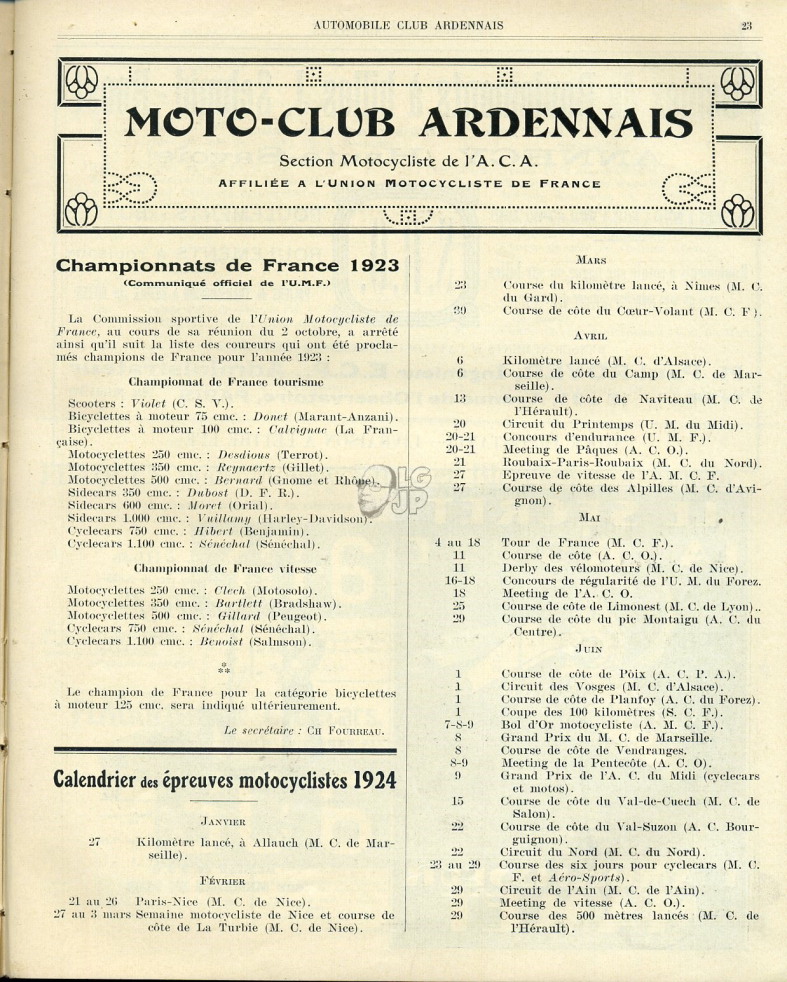 AUTOMOBILE CLUB ARDENNAIS 23
MOTO-CLUB ARDENNAIS
Section Motocycliste de l'A. C. A.
AFFILIÉE A L'UNION MOTOCYCLISTE DE FRANCE
Championnats de France 1923
(Communiqué officiel de l'U.M.F.)
La Commission sportive de l'Union Motocycliste de
France, au cours de sa réunion du 2 octobre, a arrêté
ainsi qu'il suit la liste des coureurs qui ont été procla-
més champions de France pour l'année 1923 :
Championnat de France tourisme
Scooters : Violet (C. S. V.).
Bicyclettes à moteur 75 cmc. : Donet (Marant-Anzani).
Bicyclettes à moteur 100 cmc. : Calvignac (La Fran-
çaise).
Motocyclettes 250 cmc. : Desdious (Terrot).
Motocyclettes 350 cmc. : Reynaertz (Gillet).
Motocyclettes 500 cmc. : Bernard (Gnome et Rhône).
Sidecars 350 cmc. : Dubost (D. F. R.).
Sidecars 600 cmc. : Moret (Orial).
Sidecars 1.000 cmc. : Vuillamy (Harley-Davidson).
Cyclecars 750 cmc. : Hibert (Benjamin).
Cyclecars 1.100 cmc. : Sénéchal (Sénéchal).
Championnat de France vitesse
Motocyclettes 250 cmc. : Clech (Motosolo).
Motocyclettes 350 cmc. : Bartlett (Bradshaw).
Motocyclettes 500 cmc. : Gillard (Peugeot).
Cyclecars 750 cmc. : Sénéchal (Sénéchal).
Cyclecars 1.100 cmc. : Benoist (Salmson).
*
**
Le champion de France pour la catégorie bicyclettes
à moteur 125 cmc. sera indiqué ultérieurement.
Le secrétaire : CH FOURREAU.
Calendrier des épreuves motocyclistes 1924
JANVIER
27 Kilomètre lancé, à Allauch (M. C. de Mar-
seille).
FÉVRIER
21 au 26 Paris-Nice (M. C. de Nice).
27 au 3 mars Semaine motocycliste de Nice et course de
côte de La Turbie (M. C. de Nice).
MARS
23 Course du kilomètre lancé, à Nimes (M. C.
du Gard).
30 Course de côte du Cœur-Volant (M. C. F).
AVRIL
6 Kilomètre lancé (M. C. d'Alsace).
6 Course de côte du Camp (M. C. de Mar-
seille).
13 Course de côte de Naviteau (M. C. de
l'Hérault).
20 Circuit du Printemps (U. M. du Midi).
20-21 Concours d'endurance (U. M. F.).
20-21 Meeting de Pâques (A. C. O.).
21 Roubaix-Paris-Roubaix (M. C. du Nord).
27 Epreuve de vitesse de l'A. M. C. F.
27 Course de côte des Alpilles (M. C. d'Avi-
gnon).
MAI
4 au 18 Tour de France (M. C. F.).
11 Course de côte (A. C. O.).
11 Derby des vélomoteurs (M. C. de Nice).
16-18 Concours de régularité de l'U. M. du Forez.
18 Meeting de l'A. C. O.
25 Course de côte de Limonest (M. C. de Lyon)..
29 Course de côte du pic Montaigu (A. C. du
Centre).
JUIN
1 Course de côte de Pôix (A. C. P. A.).
1 Circuit des Vosges (M. C. d'Alsace).
1 Course de côte de Planfoy (A. C. du Forez).
1 Coupe des 100 kilomètres (S. C. F.).
7-8-9 Bol d'Or motocycliste (A. M. C. F.).
8 Grand Prix du M. C. de Marseille.
8 Course de côte de Vendranges.
8-9 Meeting de la Pentecôte (A. C. O).
9 Grand Prix de l'A. C. du Midi (cyclecars
et motos).
15 Course de côte du Val-de-Cuech (M. C. de
Salon).
22 Course de côte du Val-Suzon (A. C. Bour-
guignon).
22 Circuit du Nord (M. C. du Nord).
23 au 29 Course des six jours pour cyclecars (M. C.
F. et Aéro-Sports).
29 Circuit de l'Ain (M. C. de l'Ain).
29 Meeting de vitesse (A. C. O.).
29 Course des 500 mètres lancés (M. C. de
l'Hérault).
LG
JP